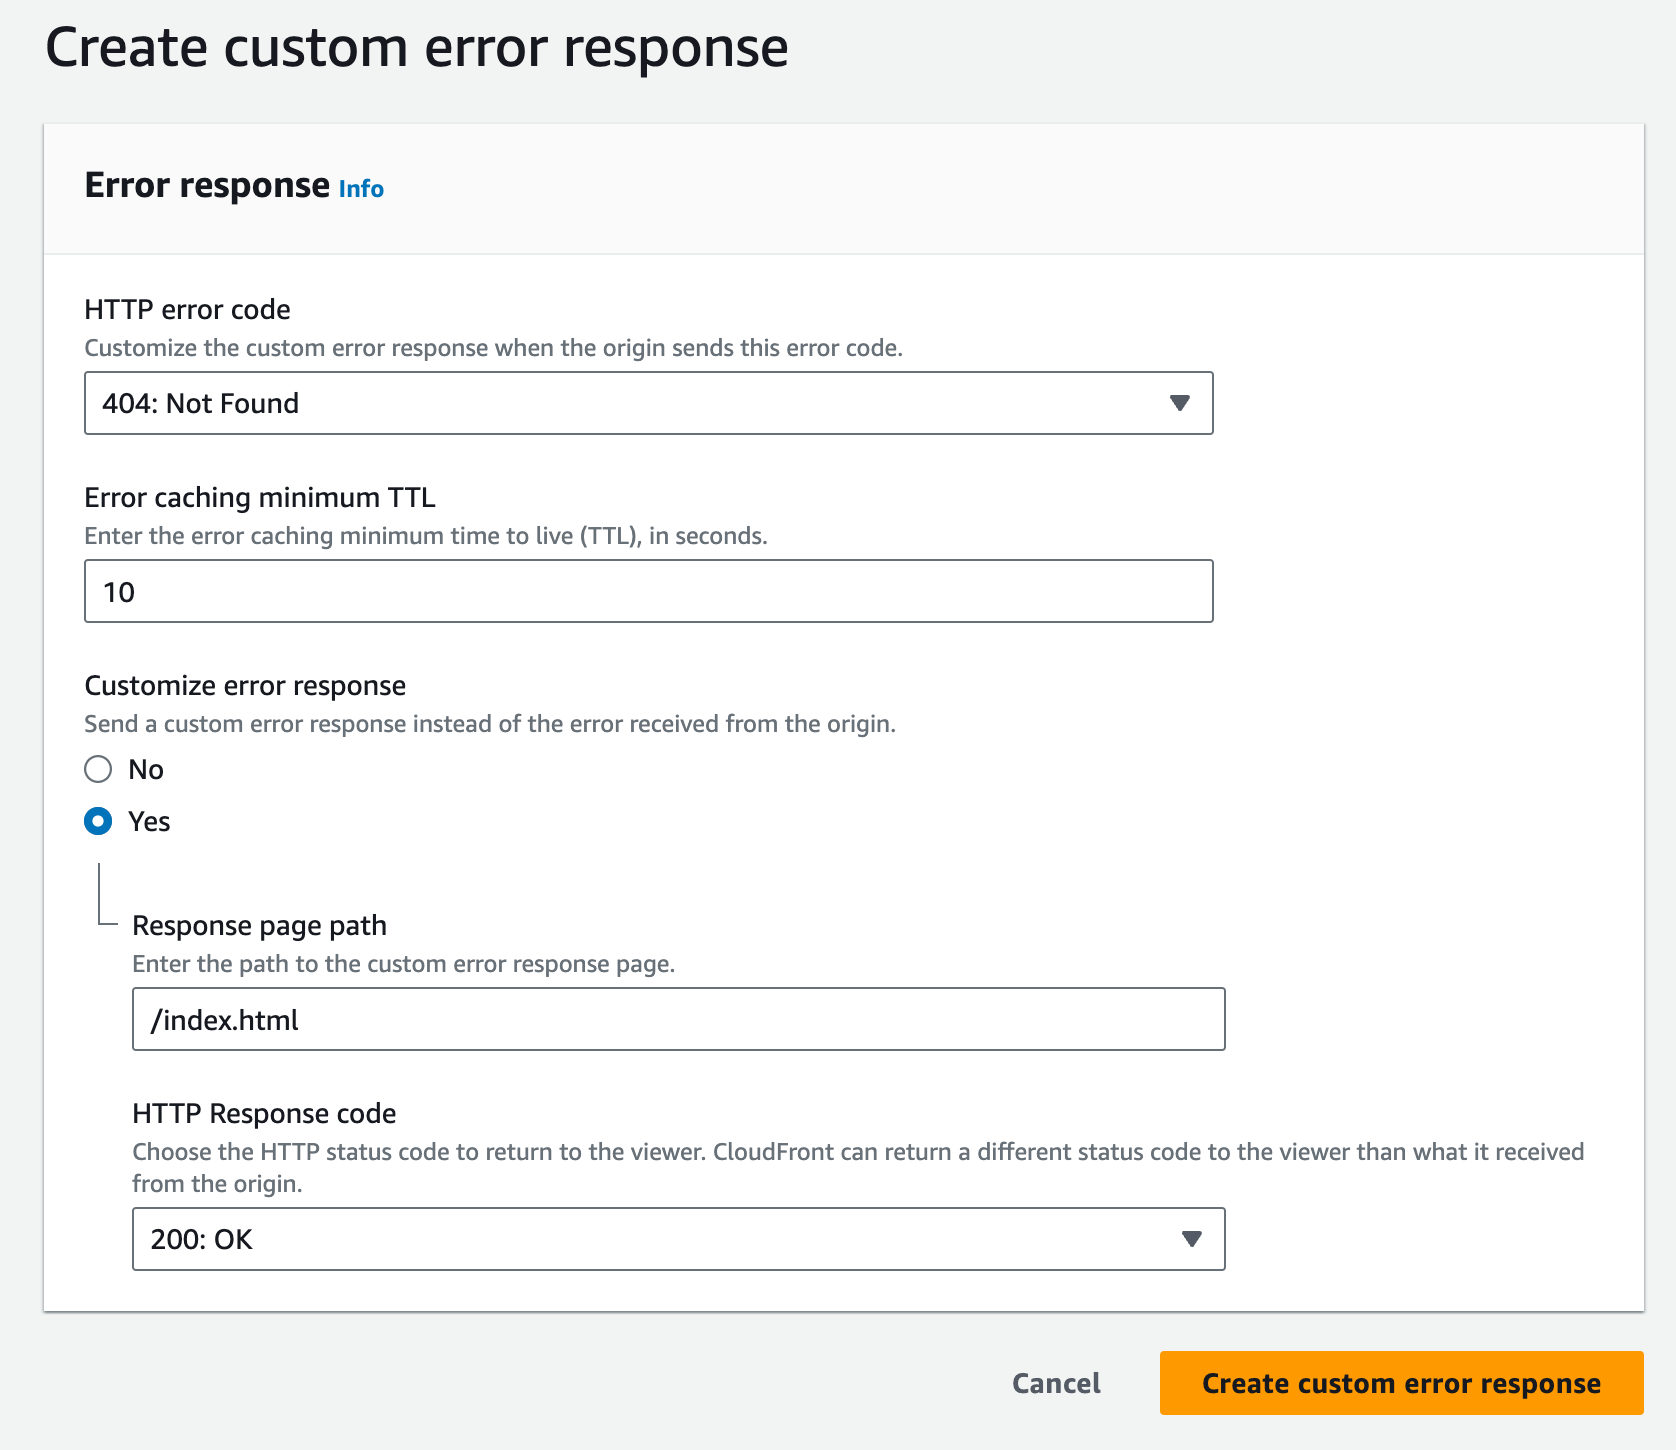 Create custom error response
Error response Info
HTTP error code
Customize the custom error response when the origin sends this error code.
404: Not Found
Error caching minimum TTL
Enter the error caching minimum time to live (TTL), in seconds.
10
Customize error response
Send a custom error response instead of the error received from the origin.
No
Yes
Response page path
Enter the path to the custom error response page.
/index.html
HTTP Response code
Choose the HTTP status code to return to the viewer. CloudFront can return a different status code to the viewer than what it received
from the origin.
200: OK
Cancel
Create custom error response